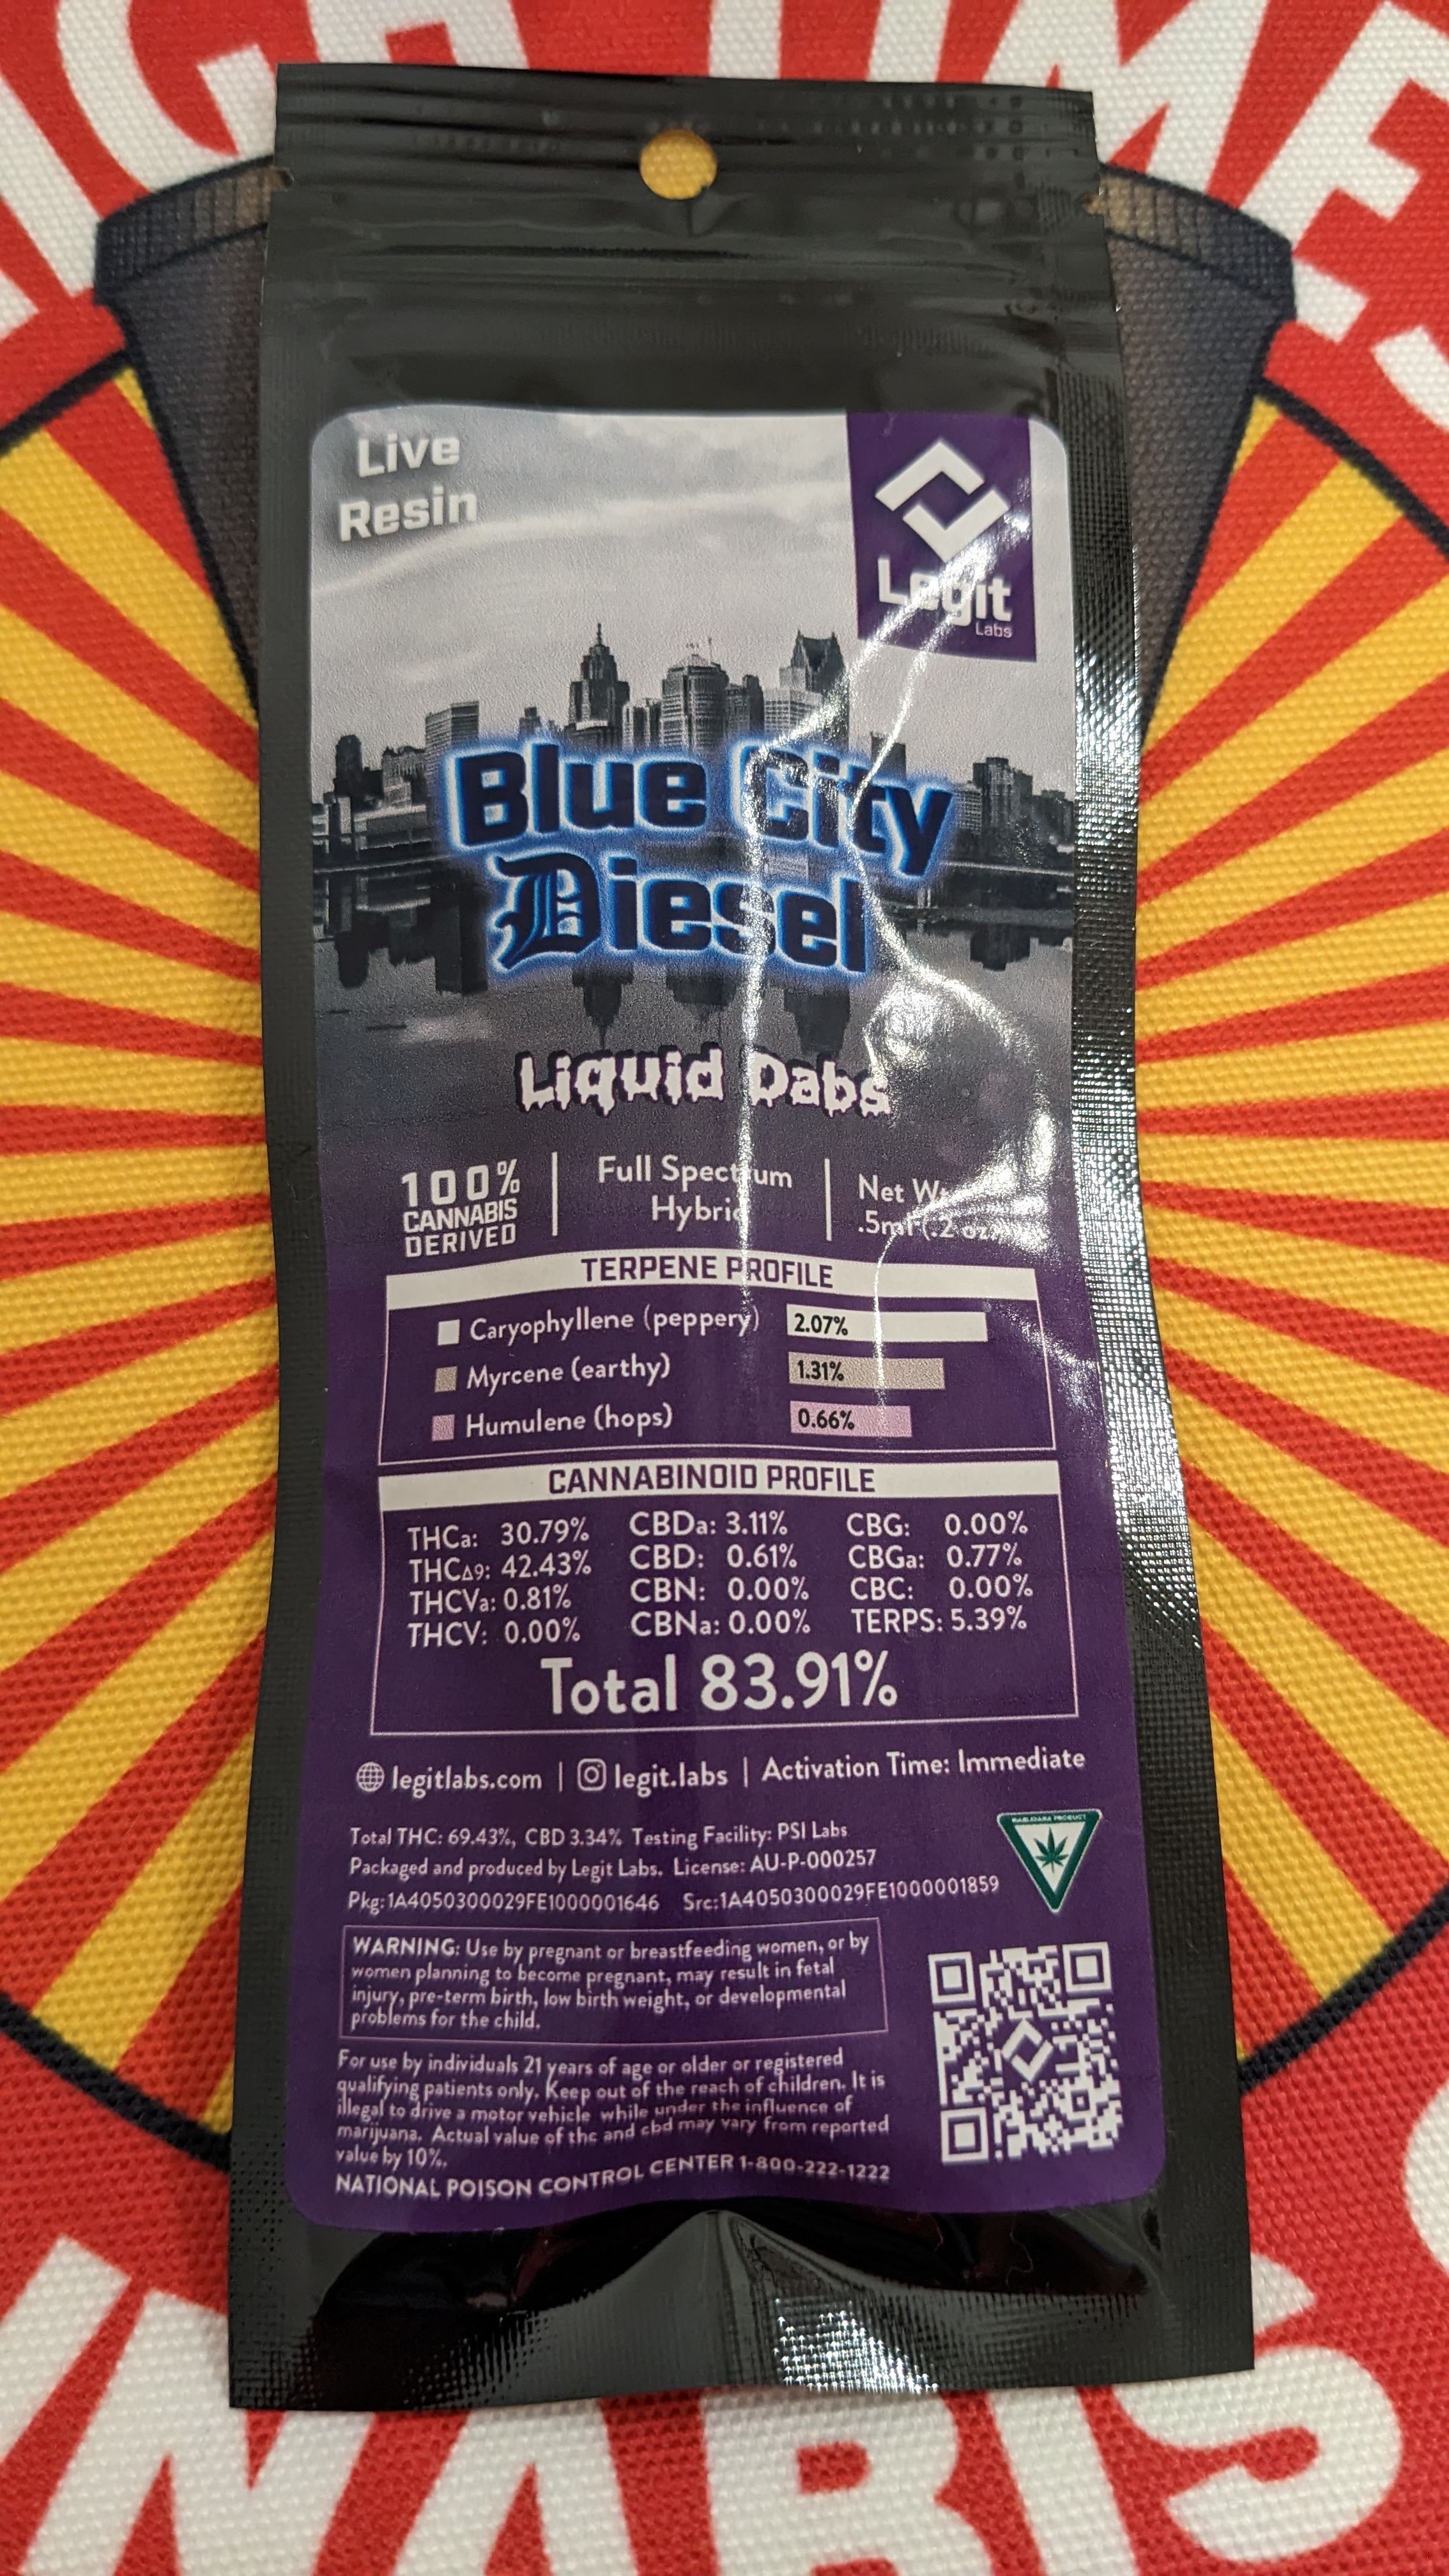 HIGH TIMES
Live
Resin
Legit
Labs
Blue City
Diesel
Liquid Dabs
100%
CANNABIS
DERIVED
Full Spectrum
Hybrid
Net
.5ml (.2 oz)
TERPENE PROFILE
Caryophyllene (peppery) 2.07%
Myrcene (earthy) 1.31%
Humulene (hops) 0.66%
CANNABINOID PROFILE
THCa: 30.79% CBDa: 3.11% CBG: 0.00%
THCΔ9: 42.43% CBD: 0.61% CBGa: 0.77%
THCVa: 0.81% CBN: 0.00% CBC: 0.00%
THCV: 0.00% CBNa: 0.00% TERPS: 5.39%
Total 83.91%
legitlabs.com | legit.labs | Activation Time: Immediate
MARIJUANA PRODUCT
Total THC: 69.43%, CBD 3.34% Testing Facility: PSI Labs
Packaged and produced by Legit Labs. License: AU-P-000257
Pkg:1A4050300029FE1000001646 Src:1A4050300029FE1000001859
WARNING: Use by pregnant or breastfeeding women, or by
women planning to become pregnant, may result in fetal
injury, pre-term birth, low birth weight, or developmental
problems for the child.
For use by individuals 21 years of age or older or registered
qualifying patients only. Keep out of the reach of children. It is
illegal to drive a motor vehicle while under the influence of
marijuana. Actual value of thc and cbd may vary from reported
value by 10%.
NATIONAL POISON CONTROL CENTER 1-800-222-1222
NNABIS